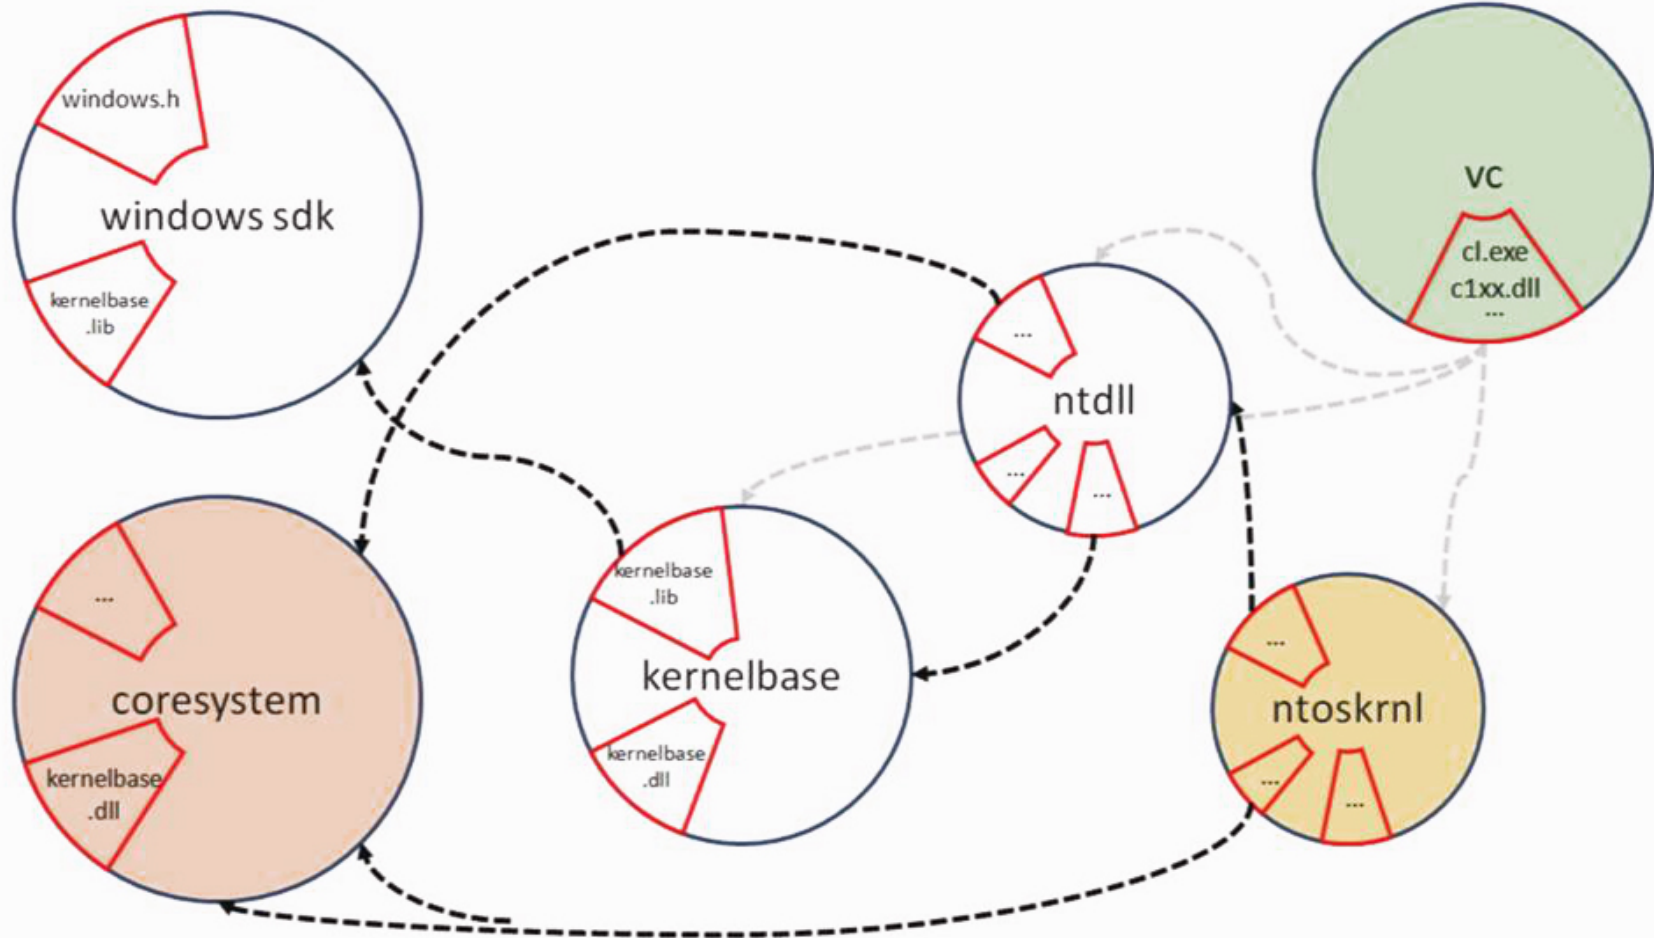 windows.h
windows sdk
kernelbase
.lib
vc
cl.exe
c1xx.dll
...
...
ntdll
...
...
...
coresystem
kernelbase
.dll
kernelbase
.lib
kernelbase
kernelbase
.dll
...
ntoskrnl
...
...